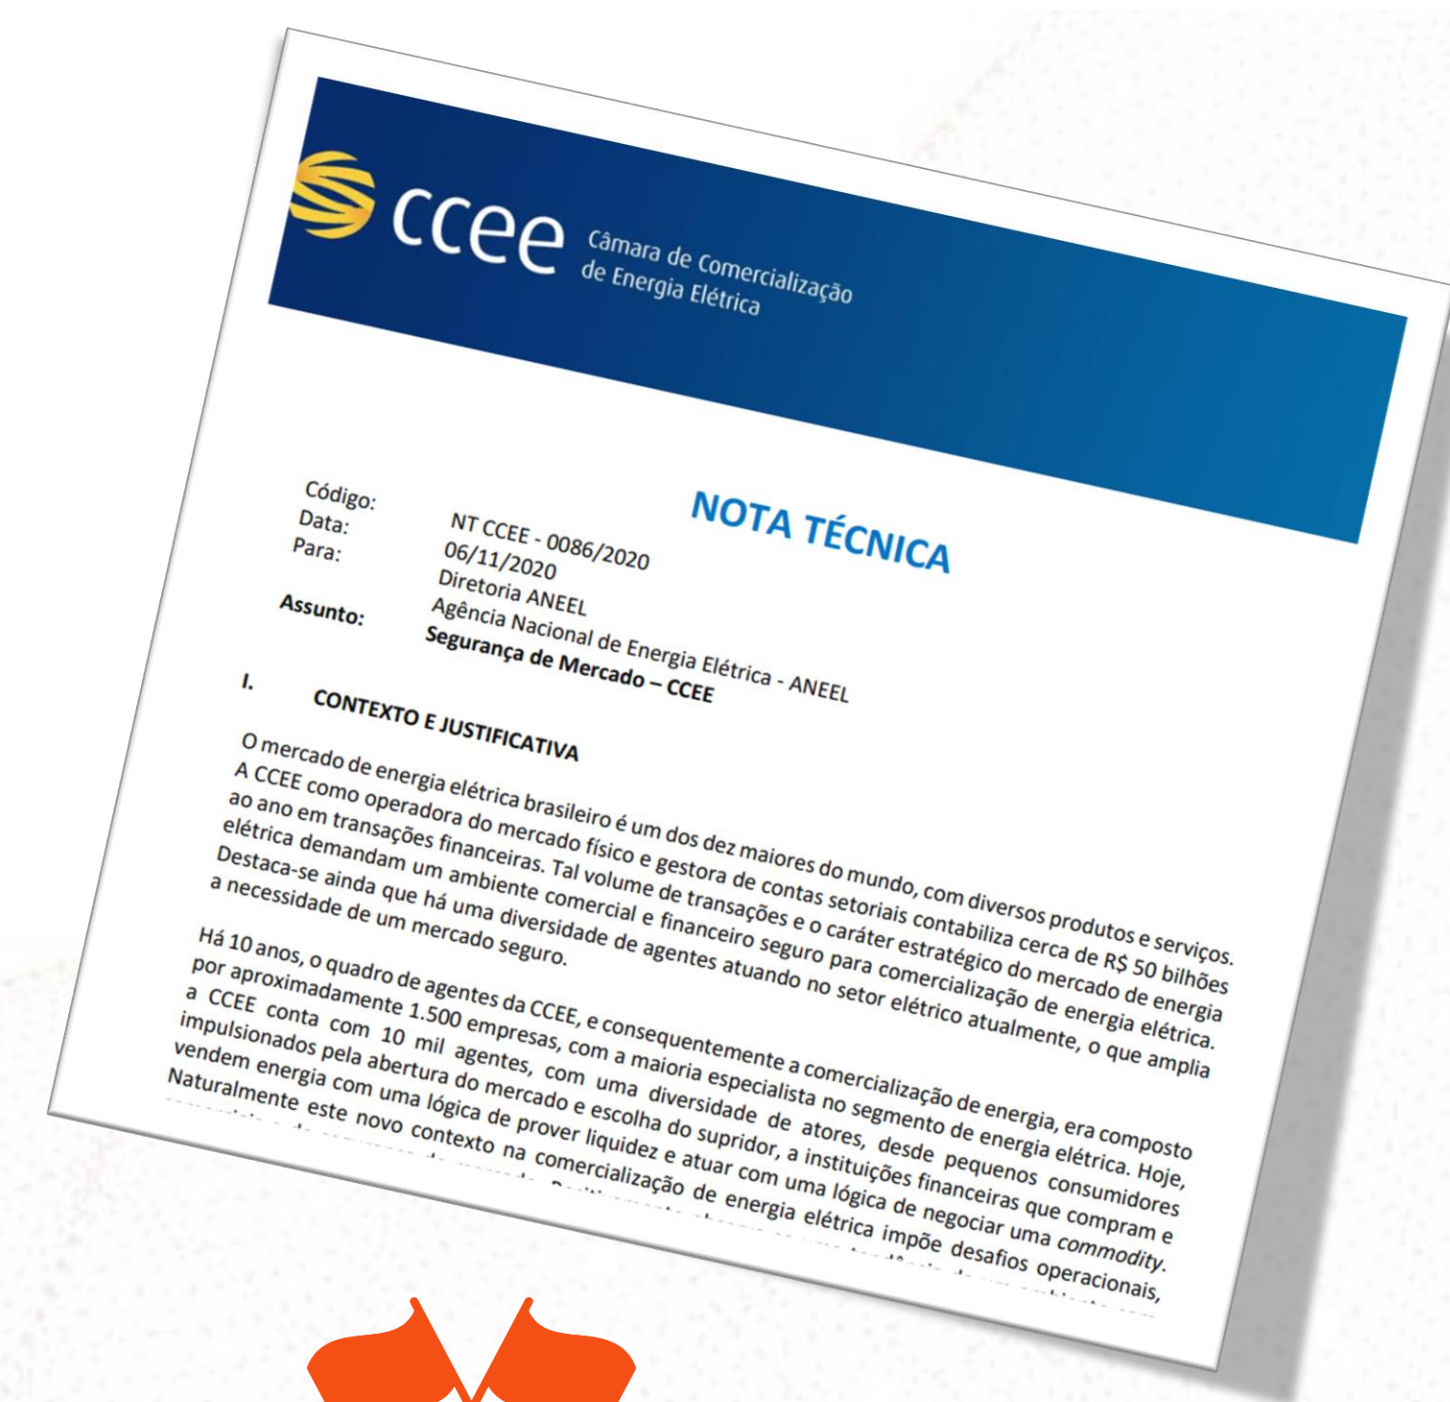 ccee
Câmara de Comercialização
de Energia Elétrica
NOTA TÉCNICA
Código: NT CCEE - 0086/2020
Data: 06/11/2020
Para: Diretoria ANEEL
Agência Nacional de Energia Elétrica - ANEEL
Assunto: Segurança de Mercado – CCEE
I. CONTEXTO E JUSTIFICATIVA
O mercado de energia elétrica brasileiro é um dos dez maiores do mundo, com diversos produtos e serviços.
A CCEE como operadora do mercado físico e gestora de contas setoriais contabiliza cerca de R$ 50 bilhões
ao ano em transações financeiras. Tal volume de transações e o caráter estratégico do mercado de energia
elétrica demandam um ambiente comercial e financeiro seguro para comercialização de energia elétrica.
Destaca-se ainda que há uma diversidade de agentes atuando no setor elétrico atualmente, o que amplia
a necessidade de um mercado seguro.
Há 10 anos, o quadro de agentes da CCEE, e consequentemente a comercialização de energia, era composto
por aproximadamente 1.500 empresas, com a maioria especialista no segmento de energia elétrica. Hoje,
a CCEE conta com 10 mil agentes, com uma diversidade de atores, desde pequenos consumidores
impulsionados pela abertura do mercado e escolha do supridor, a instituições financeiras que compram e
vendem energia com uma lógica de prover liquidez e atuar com uma lógica de negociar uma commodity.
Naturalmente este novo contexto na comercialização de energia elétrica impõe desafios operacionais,